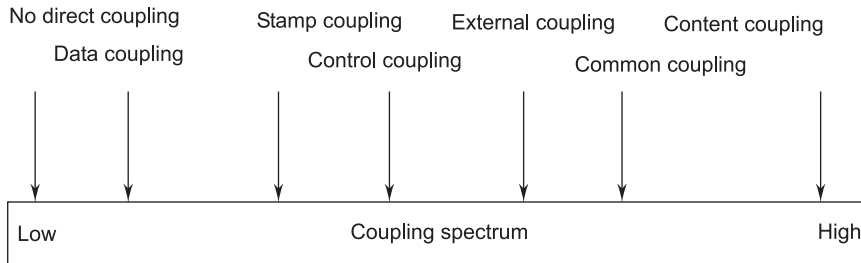 No direct coupling
Stamp coupling
External coupling
Content coupling
Data coupling
Control coupling
Common coupling
Low
Coupling spectrum
High